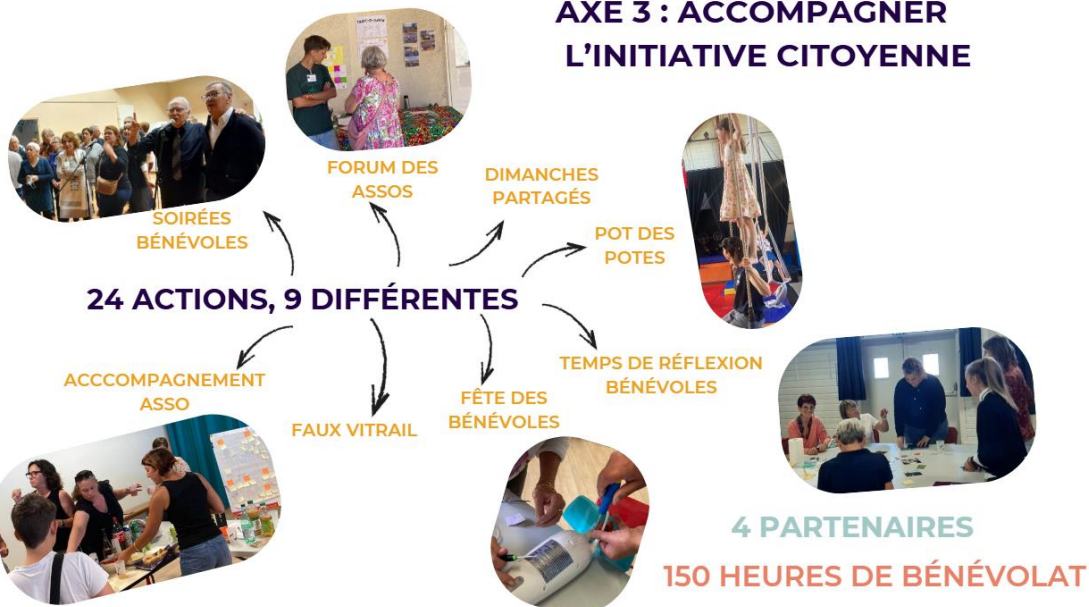 AXE 3 : ACCOMPAGNER
L'INITIATIVE CITOYENNE
FORUM DES
ASSOS
DIMANCHES
PARTAGÉS
SOIRÉES
BÉNÉVOLES
POT DES
POTES
24 ACTIONS, 9 DIFFÉRENTES
ACCCOMPAGNEMENT
ASSO
FAUX VITRAIL
FÊTE DES
BÉNÉVOLES
TEMPS DE RÉFLEXION
BÉNÉVOLES
4 PARTENAIRES
150 HEURES DE BÉNÉVOLAT